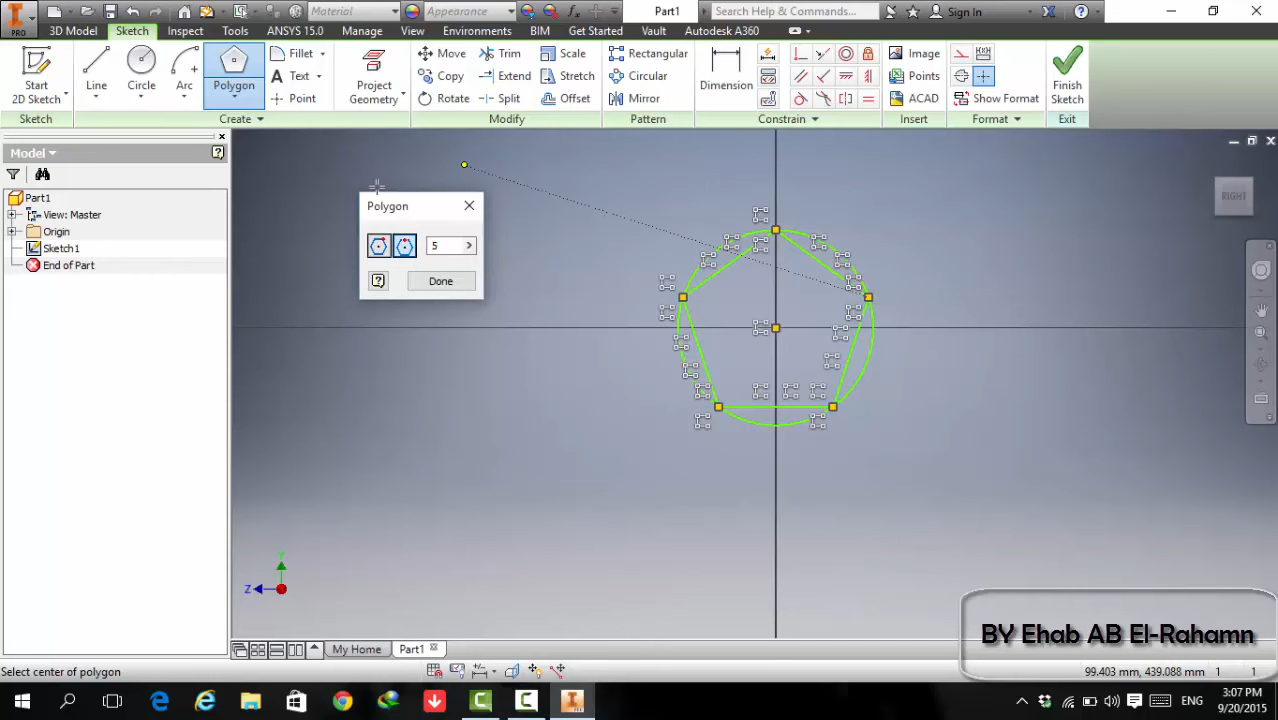 Material
Appearance
Part1
Search Help & Commands...
Sign In
PRO
3D Model
Sketch
Inspect
Tools
ANSYS 15.0
Manage
View
Environments
BIM
Get Started
Vault
Autodesk A360
Start
2D Sketch
Line
Circle
Arc
Polygon
Fillet
Text
Point
Project
Geometry
Move
Copy
Rotate
Trim
Extend
Split
Scale
Stretch
Offset
Rectangular
Circular
Mirror
Dimension
Image
Points
ACAD
Show Format
Finish
Sketch
Sketch
Create
Modify
Pattern
Constrain
Insert
Format
Exit
Model
Part1
View: Master
Origin
Sketch1
End of Part
Polygon
5
Done
RIGHT
Y
Z
BY Ehab AB El-Rahamn
My Home
Part1
Select center of polygon
99.403 mm, 439.088 mm
1
1
ENG
3:07 PM
9/20/2015